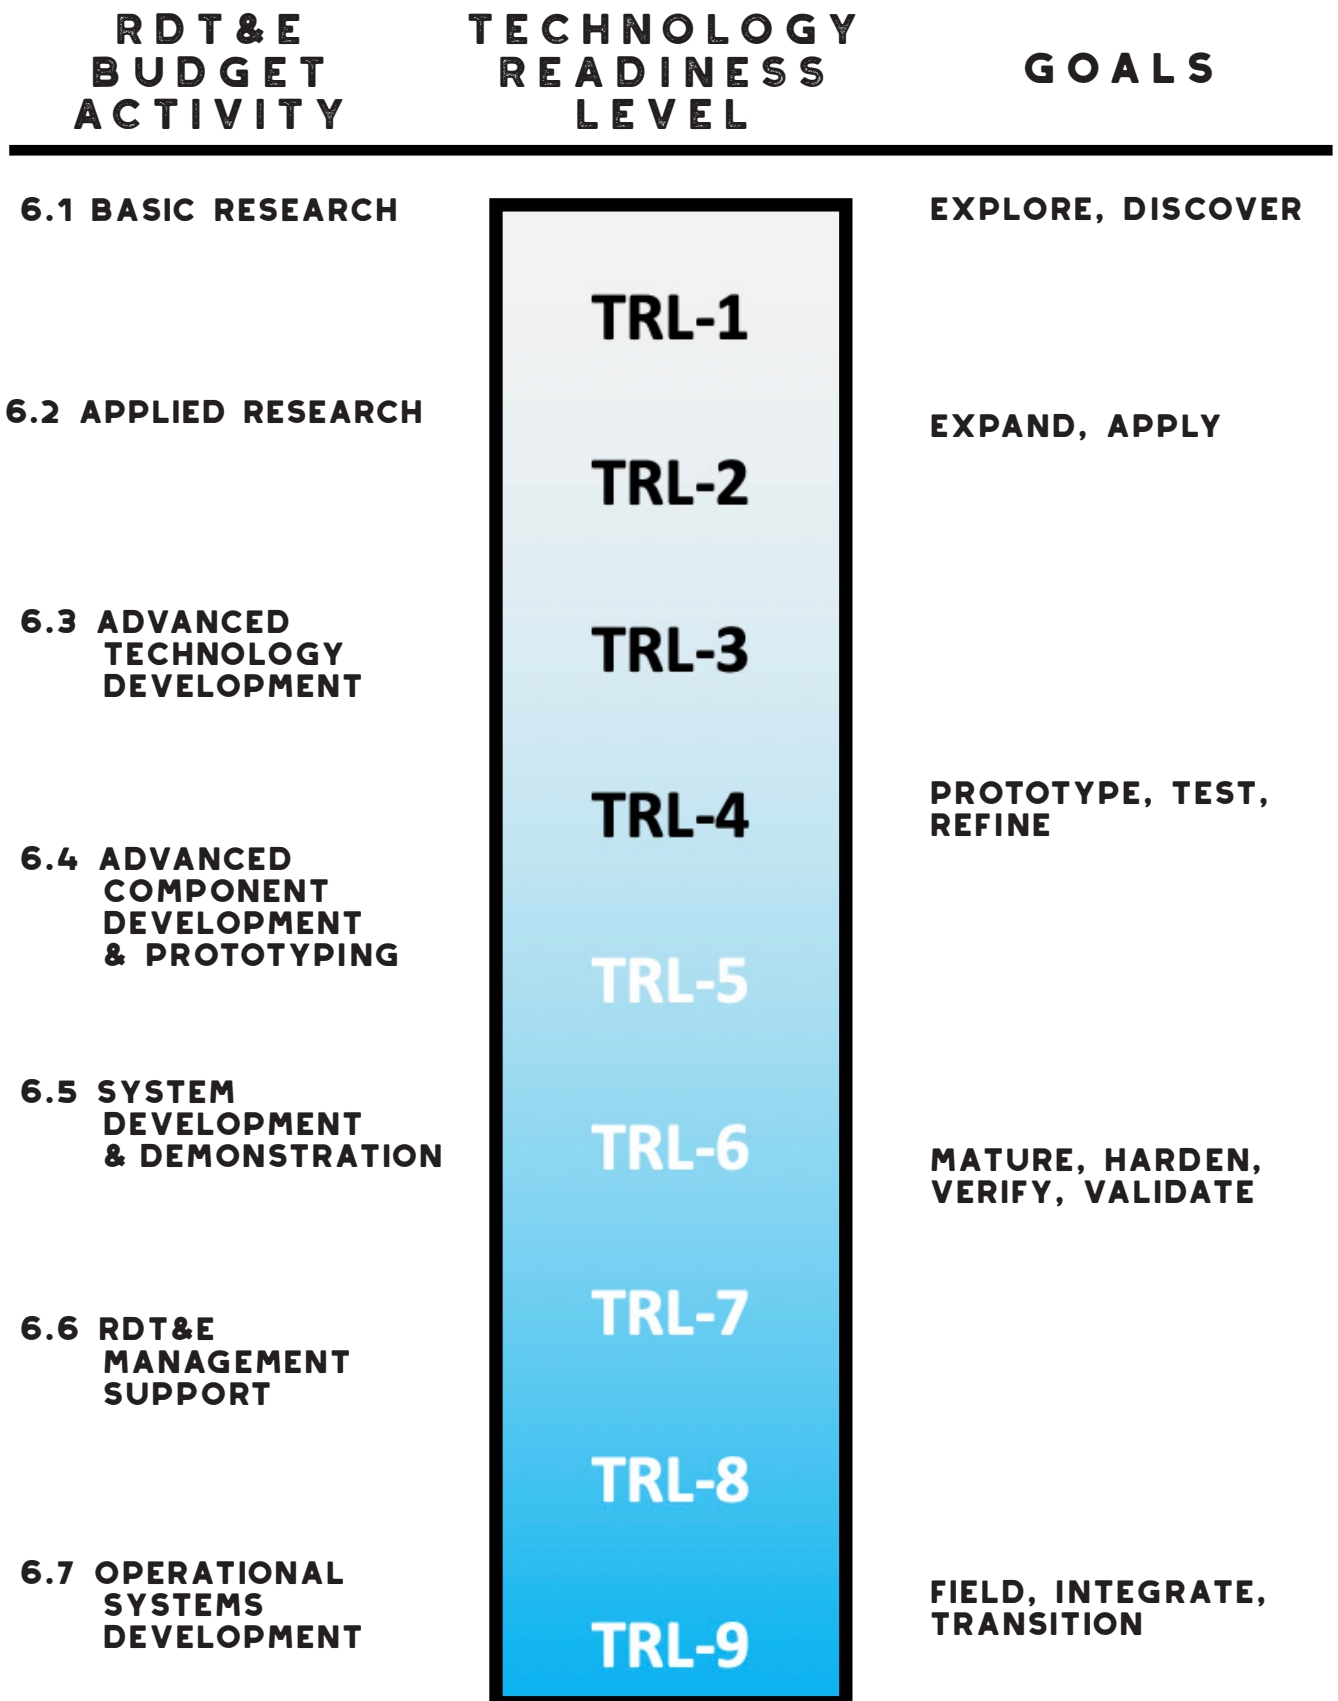 RDT&E
BUDGET
ACTIVITY
TECHNOLOGY
READINESS
LEVEL
GOALS
6.1 BASIC RESEARCH
6.2 APPLIED RESEARCH
6.3 ADVANCED
TECHNOLOGY
DEVELOPMENT
6.4 ADVANCED
COMPONENT
DEVELOPMENT
& PROTOTYPING
6.5 SYSTEM
DEVELOPMENT
& DEMONSTRATION
6.6 RDT&E
MANAGEMENT
SUPPORT
6.7 OPERATIONAL
SYSTEMS
DEVELOPMENT
TRL-1
TRL-2
TRL-3
TRL-4
TRL-5
TRL-6
TRL-7
TRL-8
TRL-9
EXPLORE, DISCOVER
EXPAND, APPLY
PROTOTYPE, TEST,
REFINE
MATURE, HARDEN,
VERIFY, VALIDATE
FIELD, INTEGRATE,
TRANSITION